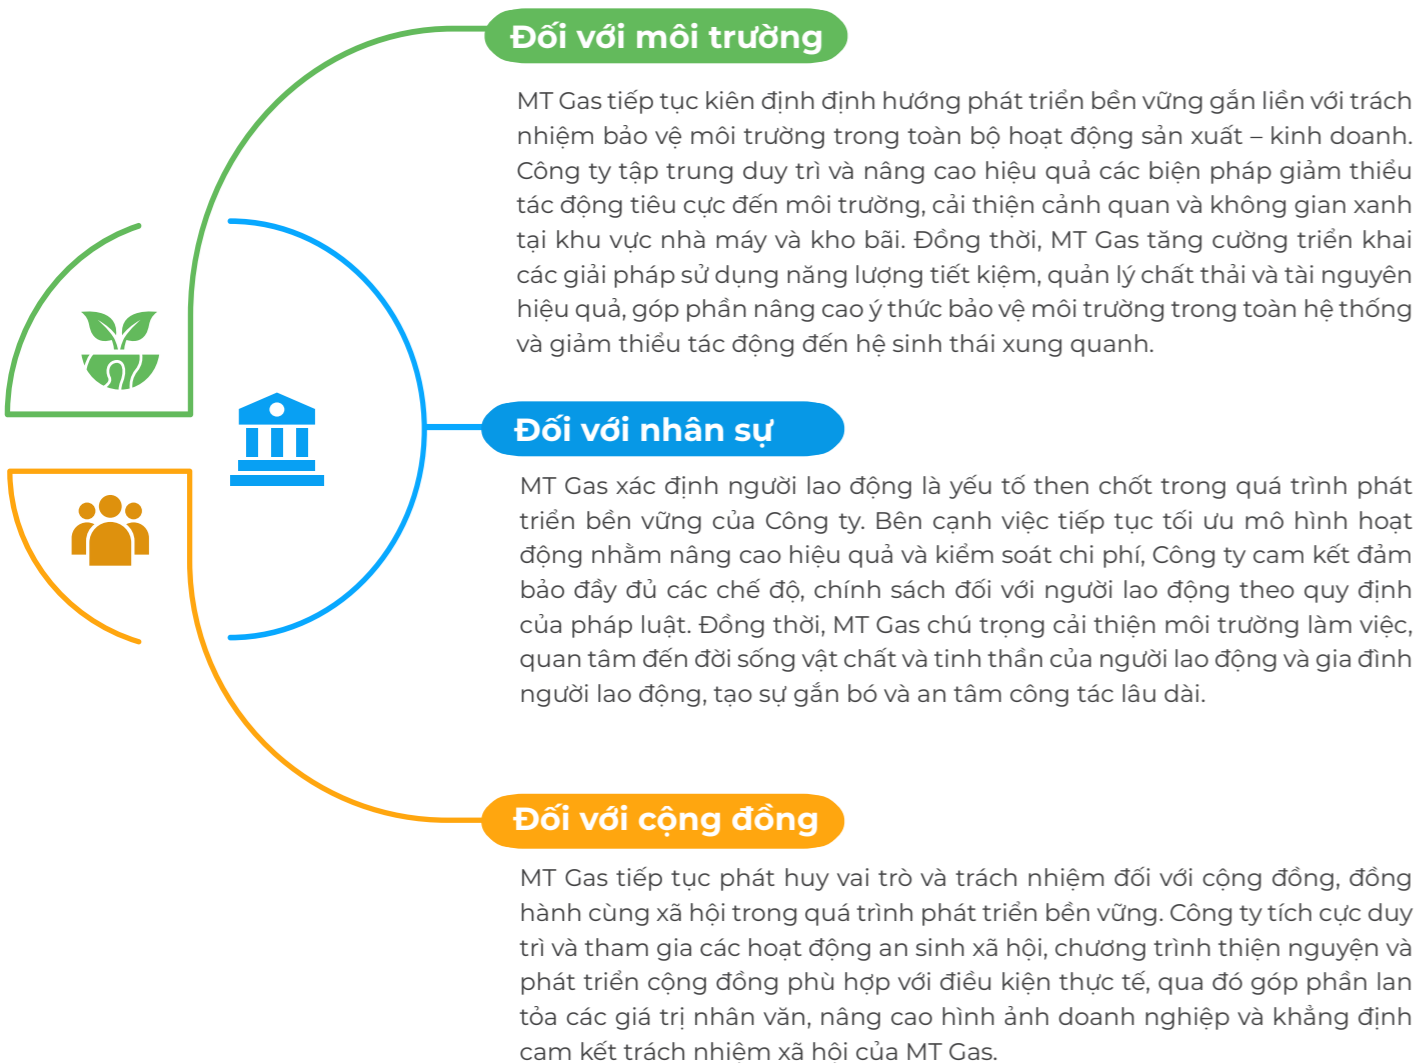 Đối với môi trường
MT Gas tiếp tục kiên định định hướng phát triển bền vững gắn liền với trách
nhiệm bảo vệ môi trường trong toàn bộ hoạt động sản xuất – kinh doanh.
Công ty tập trung duy trì và nâng cao hiệu quả các biện pháp giảm thiểu
tác động tiêu cực đến môi trường, cải thiện cảnh quan và không gian xanh
tại khu vực nhà máy và kho bãi. Đồng thời, MT Gas tăng cường triển khai
các giải pháp sử dụng năng lượng tiết kiệm, quản lý chất thải và tài nguyên
hiệu quả, góp phần nâng cao ý thức bảo vệ môi trường trong toàn hệ thống
và giảm thiểu tác động đến hệ sinh thái xung quanh.
Đối với nhân sự
MT Gas xác định người lao động là yếu tố then chốt trong quá trình phát
triển bền vững của Công ty. Bên cạnh việc tiếp tục tối ưu mô hình hoạt
động nhằm nâng cao hiệu quả và kiểm soát chi phí, Công ty cam kết đảm
bảo đầy đủ các chế độ, chính sách đối với người lao động theo quy định
của pháp luật. Đồng thời, MT Gas chú trọng cải thiện môi trường làm việc,
quan tâm đến đời sống vật chất và tinh thần của người lao động và gia đình
người lao động, tạo sự gắn bó và an tâm công tác lâu dài.
Đối với cộng đồng
MT Gas tiếp tục phát huy vai trò và trách nhiệm đối với cộng đồng, đồng
hành cùng xã hội trong quá trình phát triển bền vững. Công ty tích cực duy
trì và tham gia các hoạt động an sinh xã hội, chương trình thiện nguyện và
phát triển cộng đồng phù hợp với điều kiện thực tế, qua đó góp phần lan
tỏa các giá trị nhân văn, nâng cao hình ảnh doanh nghiệp và khẳng định
cam kết trách nhiệm xã hội của MT Gas.